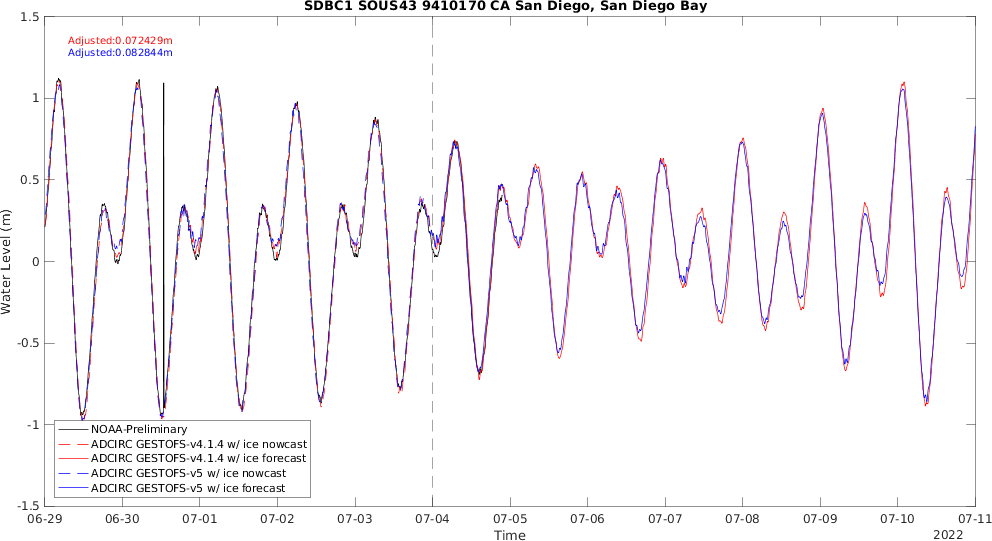 SDBC1 SOUS43 9410170 CA San Diego, San Diego Bay
Adjusted:0.072429m
Adjusted:0.082844m
1.5
1
0.5
0
-0.5
-1
-1.5
Water Level (m)
NOAA-Preliminary
ADCIRC GESTOFS-v4.1.4 w/ ice nowcast
ADCIRC GESTOFS-v4.1.4 w/ ice forecast
ADCIRC GESTOFS-v5 w/ ice nowcast
ADCIRC GESTOFS-v5 w/ ice forecast
06-29 06-30 07-01 07-02 07-03 07-04 07-05 07-06 07-07 07-08 07-09 07-10 07-11
Time
2022